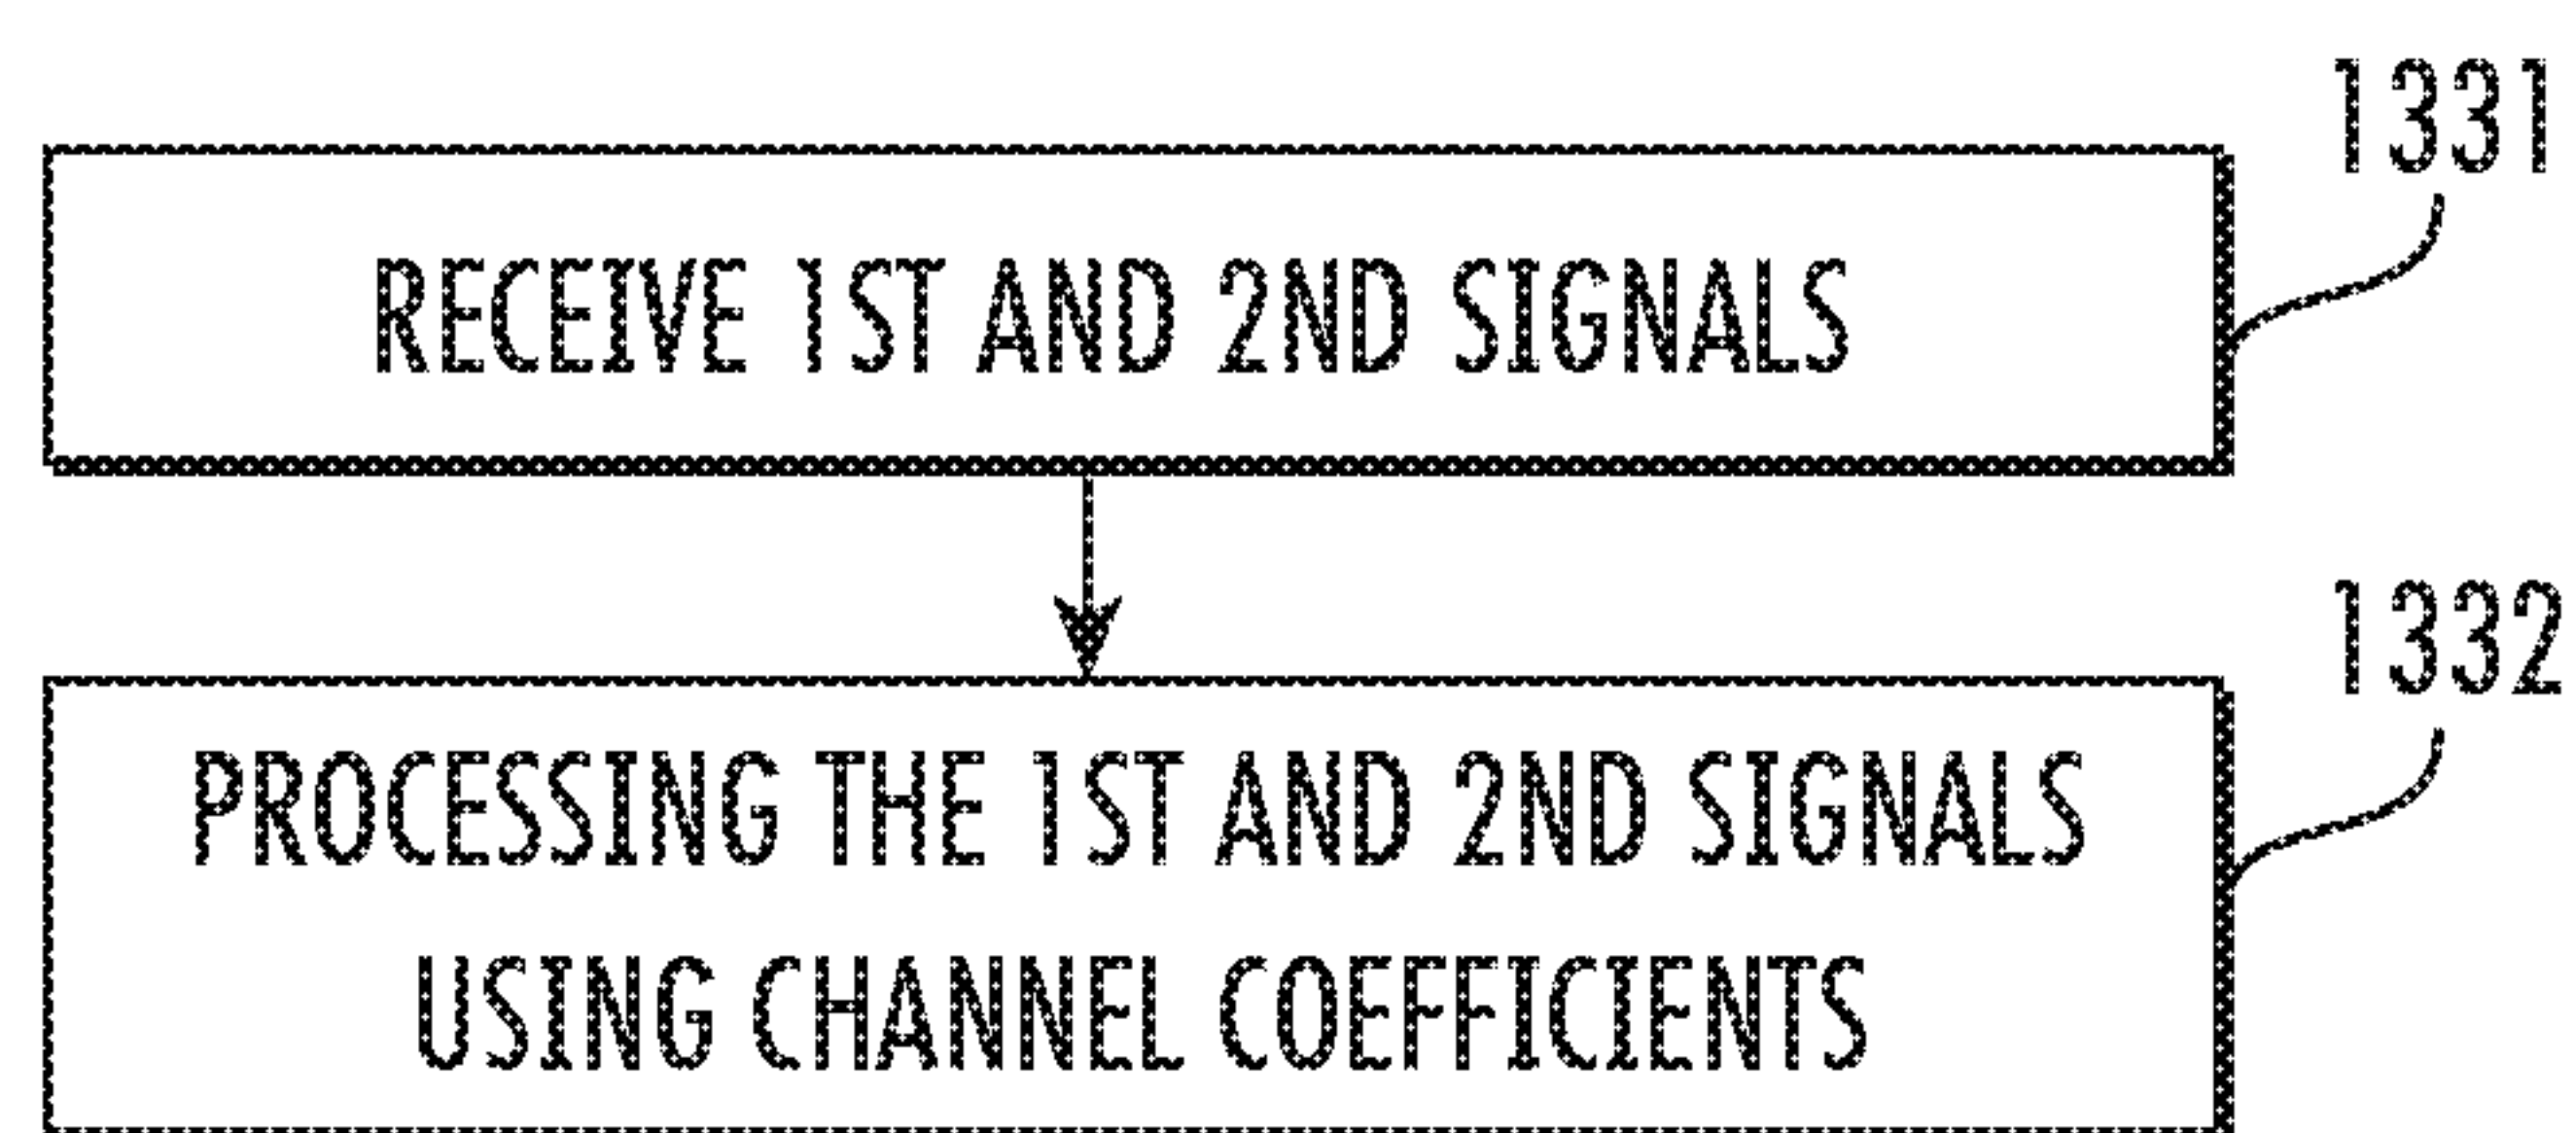 1331
RECEIVE 1ST AND 2ND SIGNALS
1332
PROCESSING THE 1ST AND 2ND SIGNALS
USING CHANNEL COEFFICIENTS